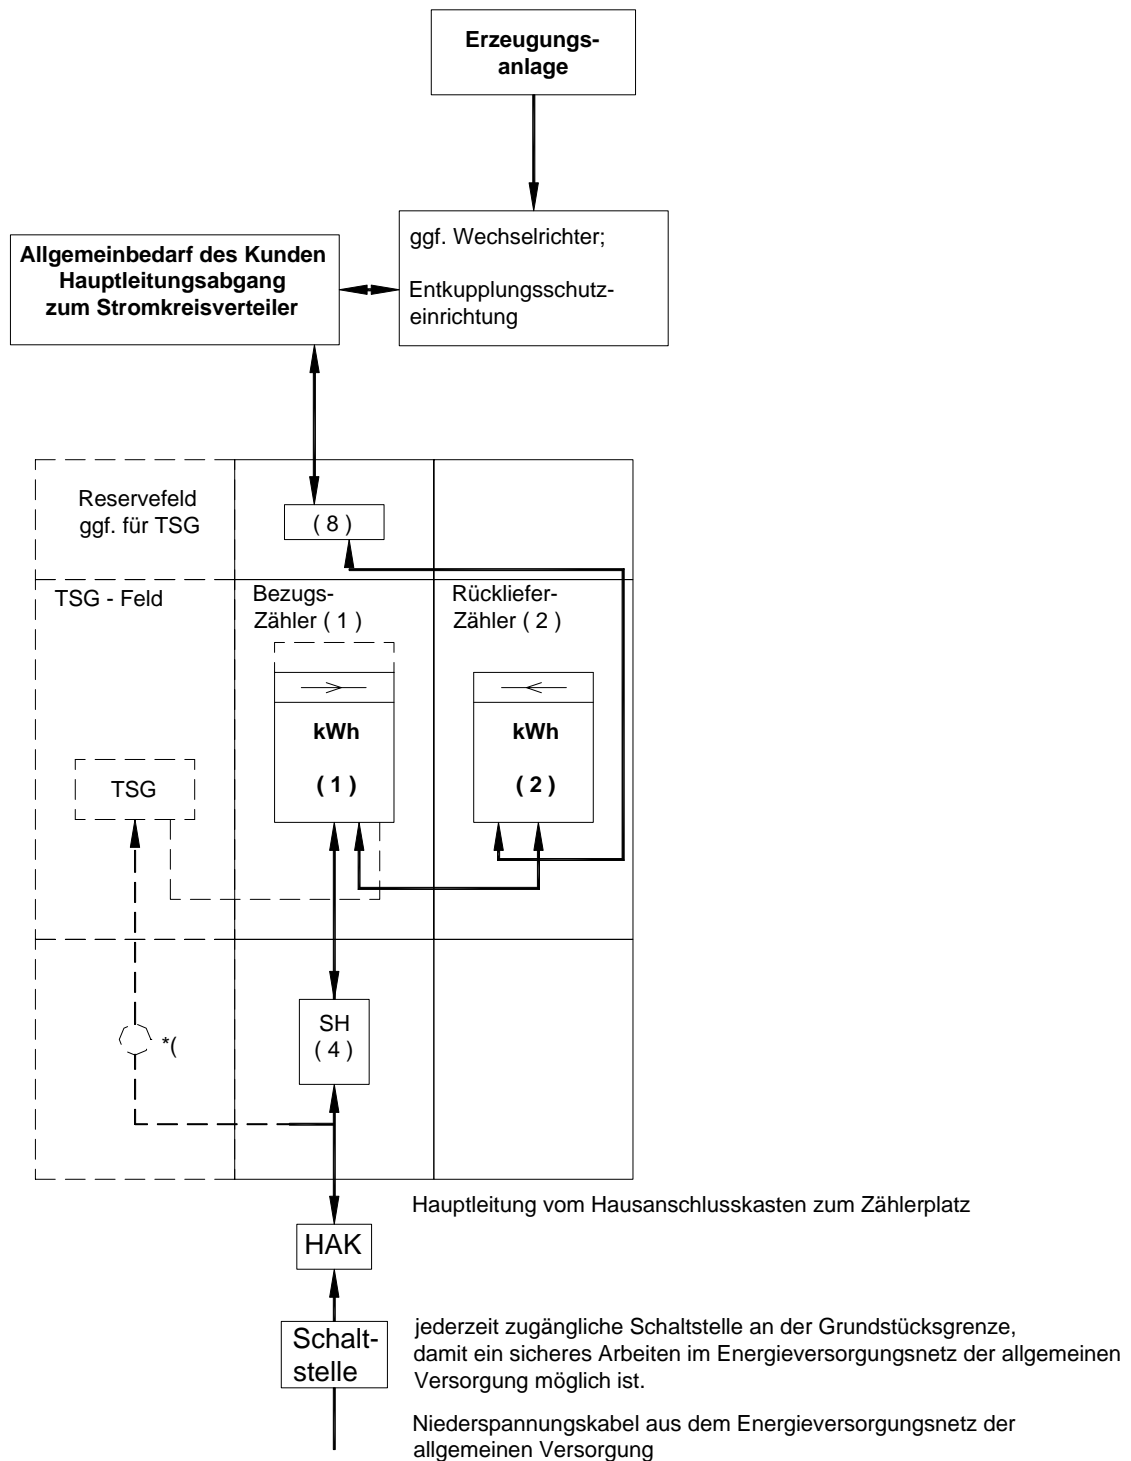 Erzeugungs-
anlage
ggf. Wechselrichter;
Entkupplungsschutz-
einrichtung
Allgemeinbedarf des Kunden
Hauptleitungsabgang
zum Stromkreisverteiler
Reservefeld
ggf. für TSG
( 8 )
TSG - Feld
Bezugs-
Zähler ( 1 )
Rückliefer-
Zähler ( 2 )
kWh
( 1 )
kWh
( 2 )
TSG
*(
SH
( 4 )
Hauptleitung vom Hausanschlusskasten zum Zählerplatz
HAK
Schalt-
stelle
jederzeit zugängliche Schaltstelle an der Grundstücksgrenze,
damit ein sicheres Arbeiten im Energieversorgungsnetz der allgemeinen
Versorgung möglich ist.
Niederspannungskabel aus dem Energieversorgungsnetz der
allgemeinen Versorgung